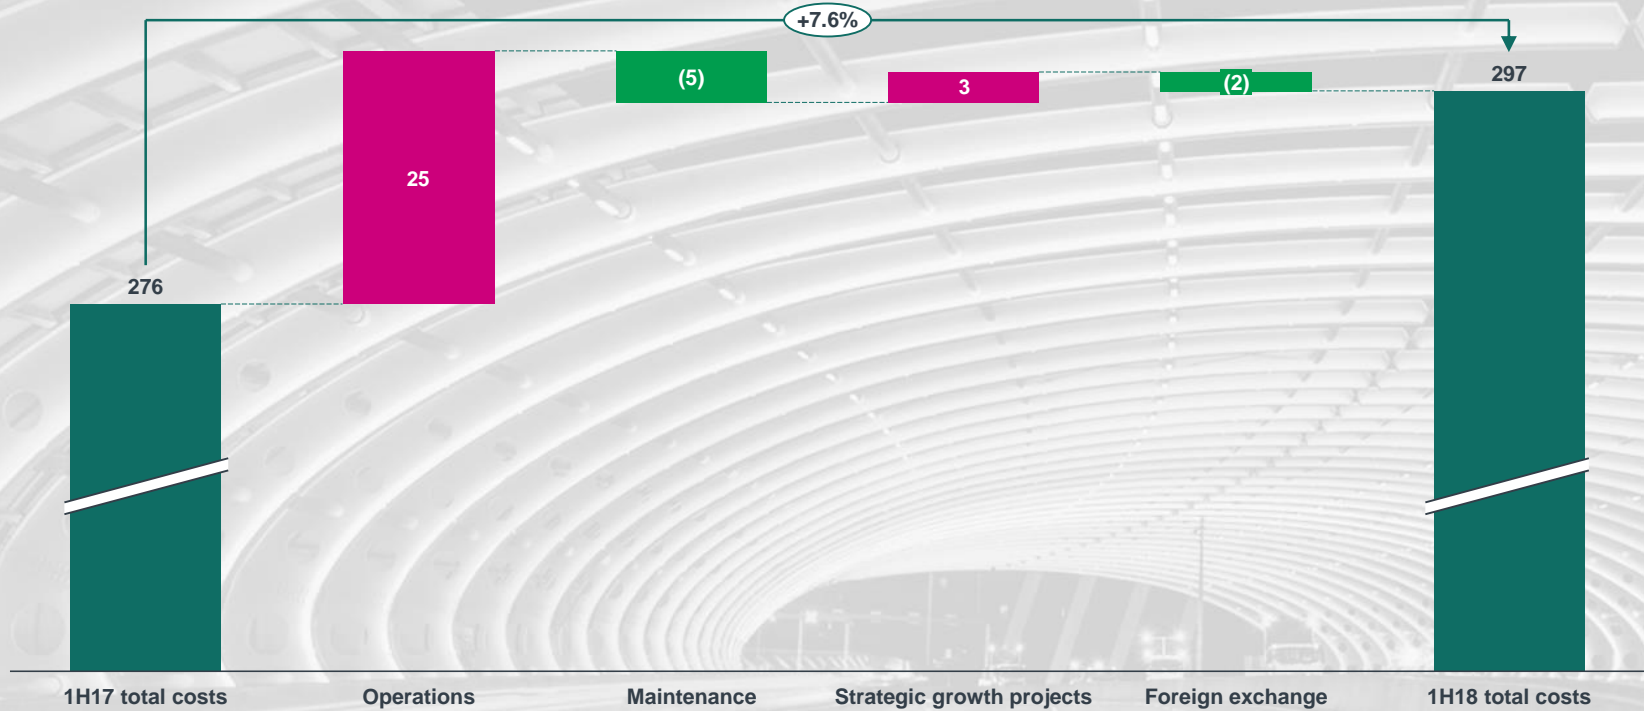 +7.6%
276
25
(5)
3
(2)
297
1H17 total costs
Operations
Maintenance
Strategic growth projects
Foreign exchange
1H18 total costs